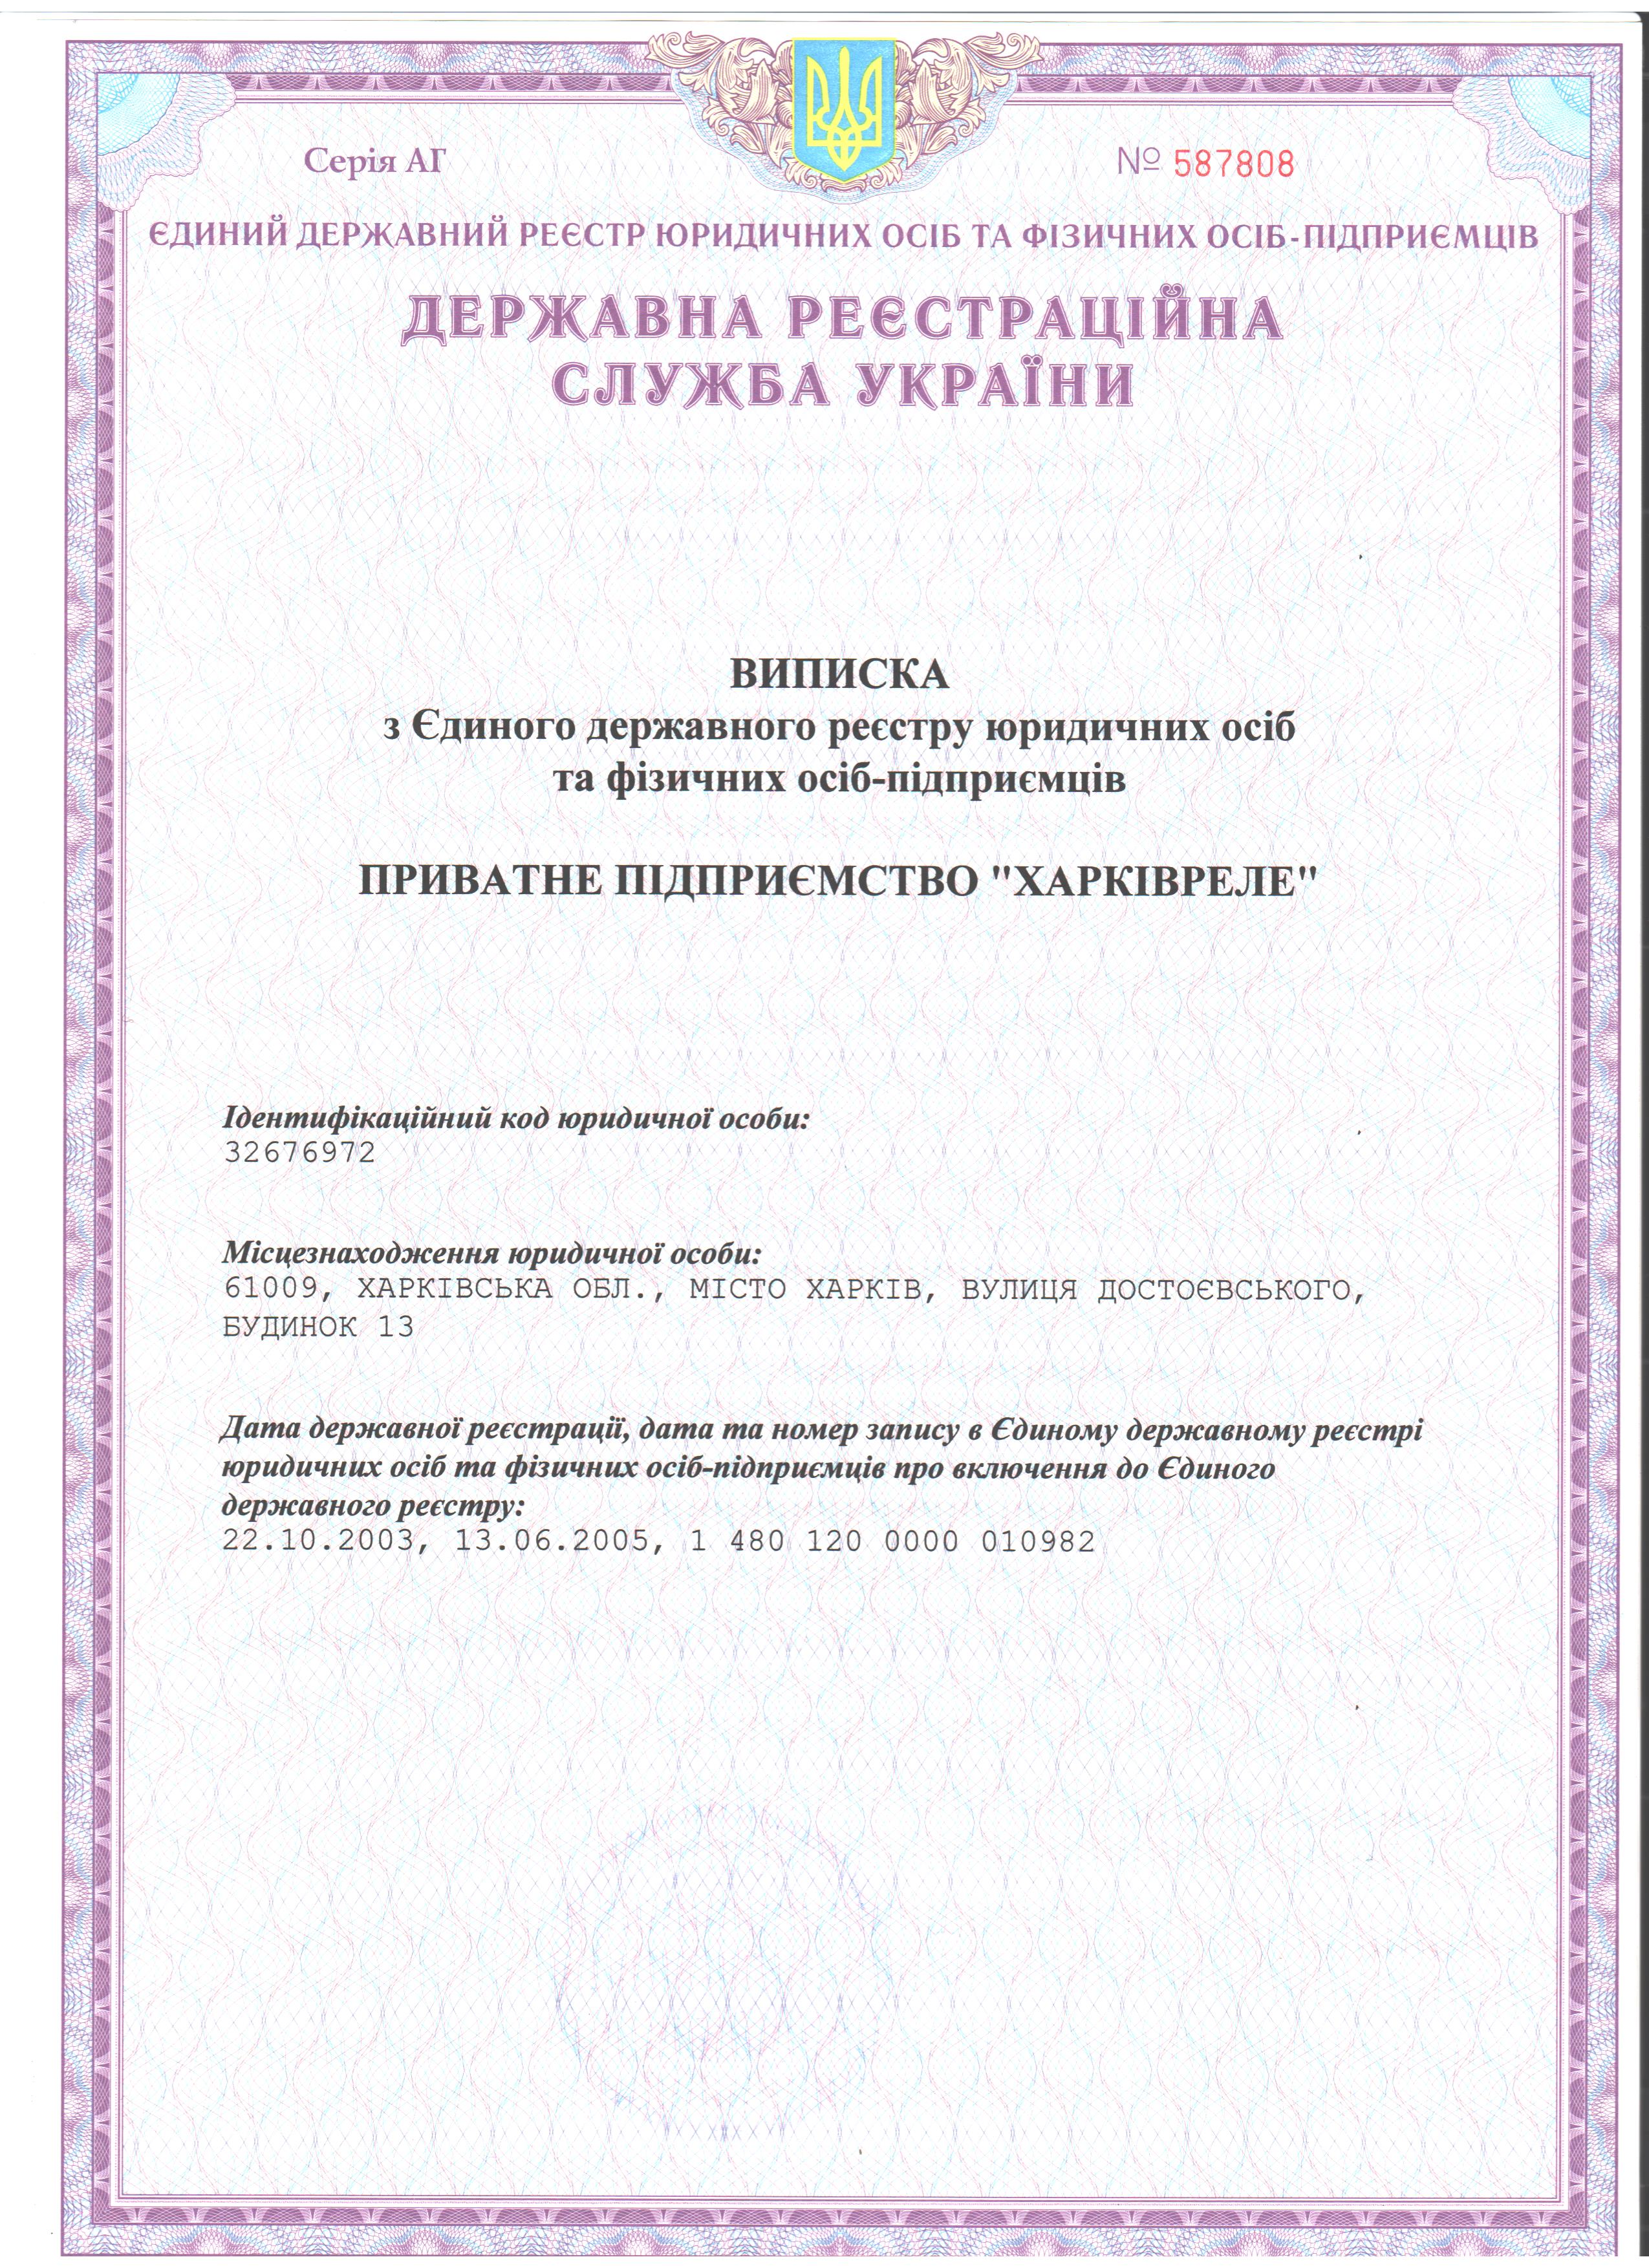 Серія АГ № 587808
ЄДИНИЙ ДЕРЖАВНИЙ РЕЄСТР ЮРИДИЧНИХ ОСІБ ТА ФІЗИЧНИХ ОСІБ-ПІДПРИЄМЦІВ
ДЕРЖАВНА РЕЄСТРАЦІЙНА
СЛУЖБА УКРАЇНИ
ВИПИСКА
з Єдиного державного реєстру юридичних осіб
та фізичних осіб-підприємців
ПРИВАТНЕ ПІДПРИЄМСТВО "ХАРКІВРЕЛЕ"
Ідентифікаційний код юридичної особи:
32676972
Місцезнаходження юридичної особи:
61009, ХАРКІВСЬКА ОБЛ., МІСТО ХАРКІВ, ВУЛИЦЯ ДОСТОЄВСЬКОГО,
БУДИНОК 13
Дата державної реєстрації, дата та номер запису в Єдиному державному реєстрі
юридичних осіб та фізичних осіб-підприємців про включення до Єдиного
державного реєстру:
22.10.2003, 13.06.2005, 1 480 120 0000 010982